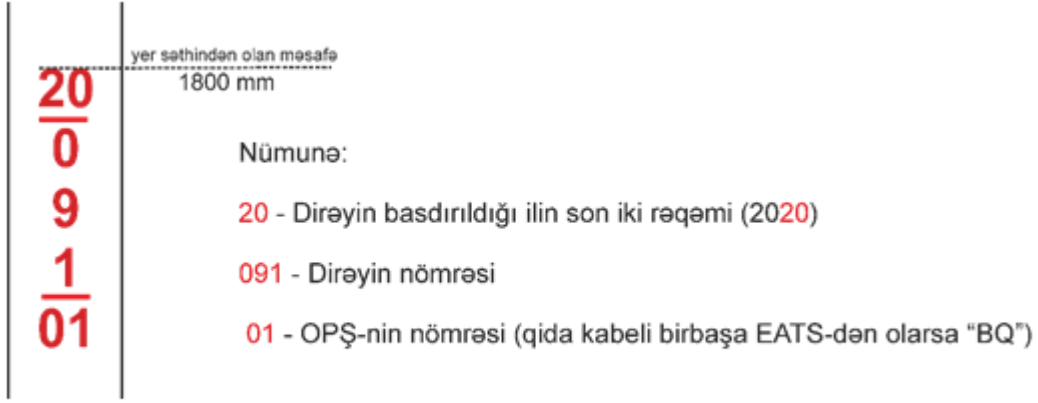 yer səthindən olan məsafə
20
1800 mm
0
Nümunə:
9
20 - Dirəyin basdırıldığı ilin son iki rəqəmi (2020)
1
091 - Dirəyin nömrəsi
01
01 - OPŞ-nin nömrəsi (qida kabeli birbaşa EATS-dən olarsa “BQ”)